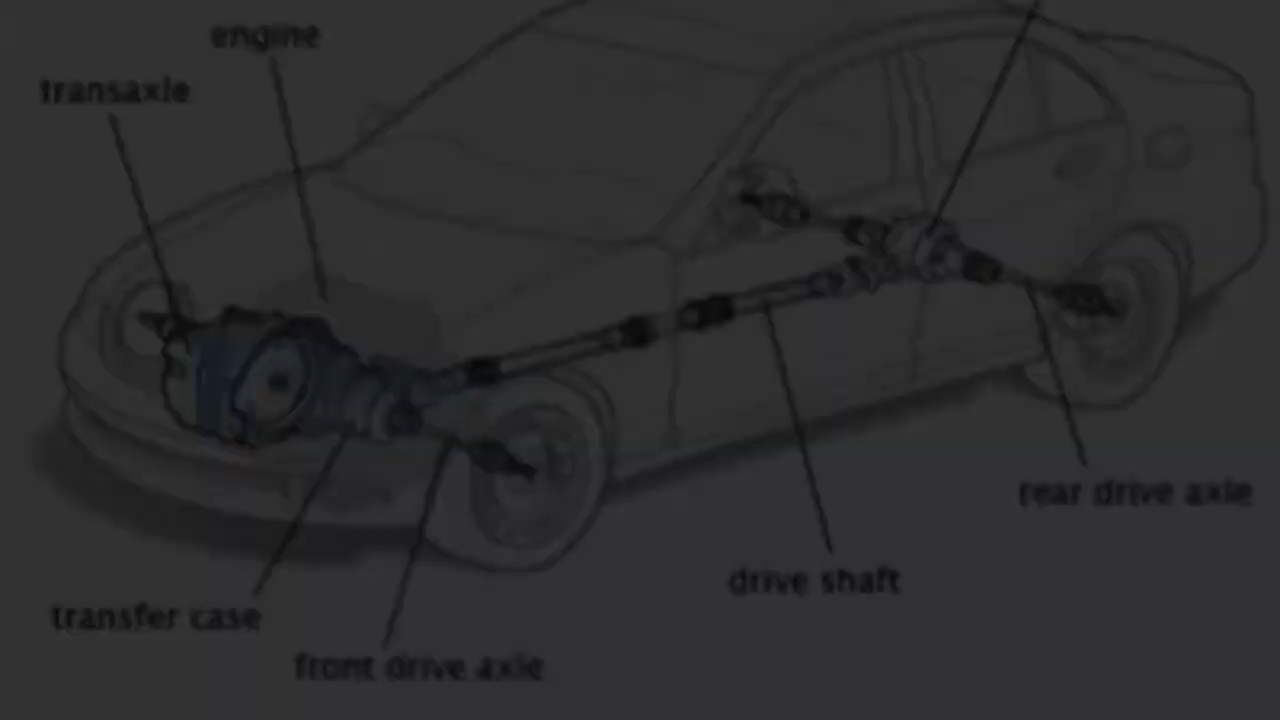 engine
transaxle
rear drive axle
drive shaft
transfer case
front drive axle